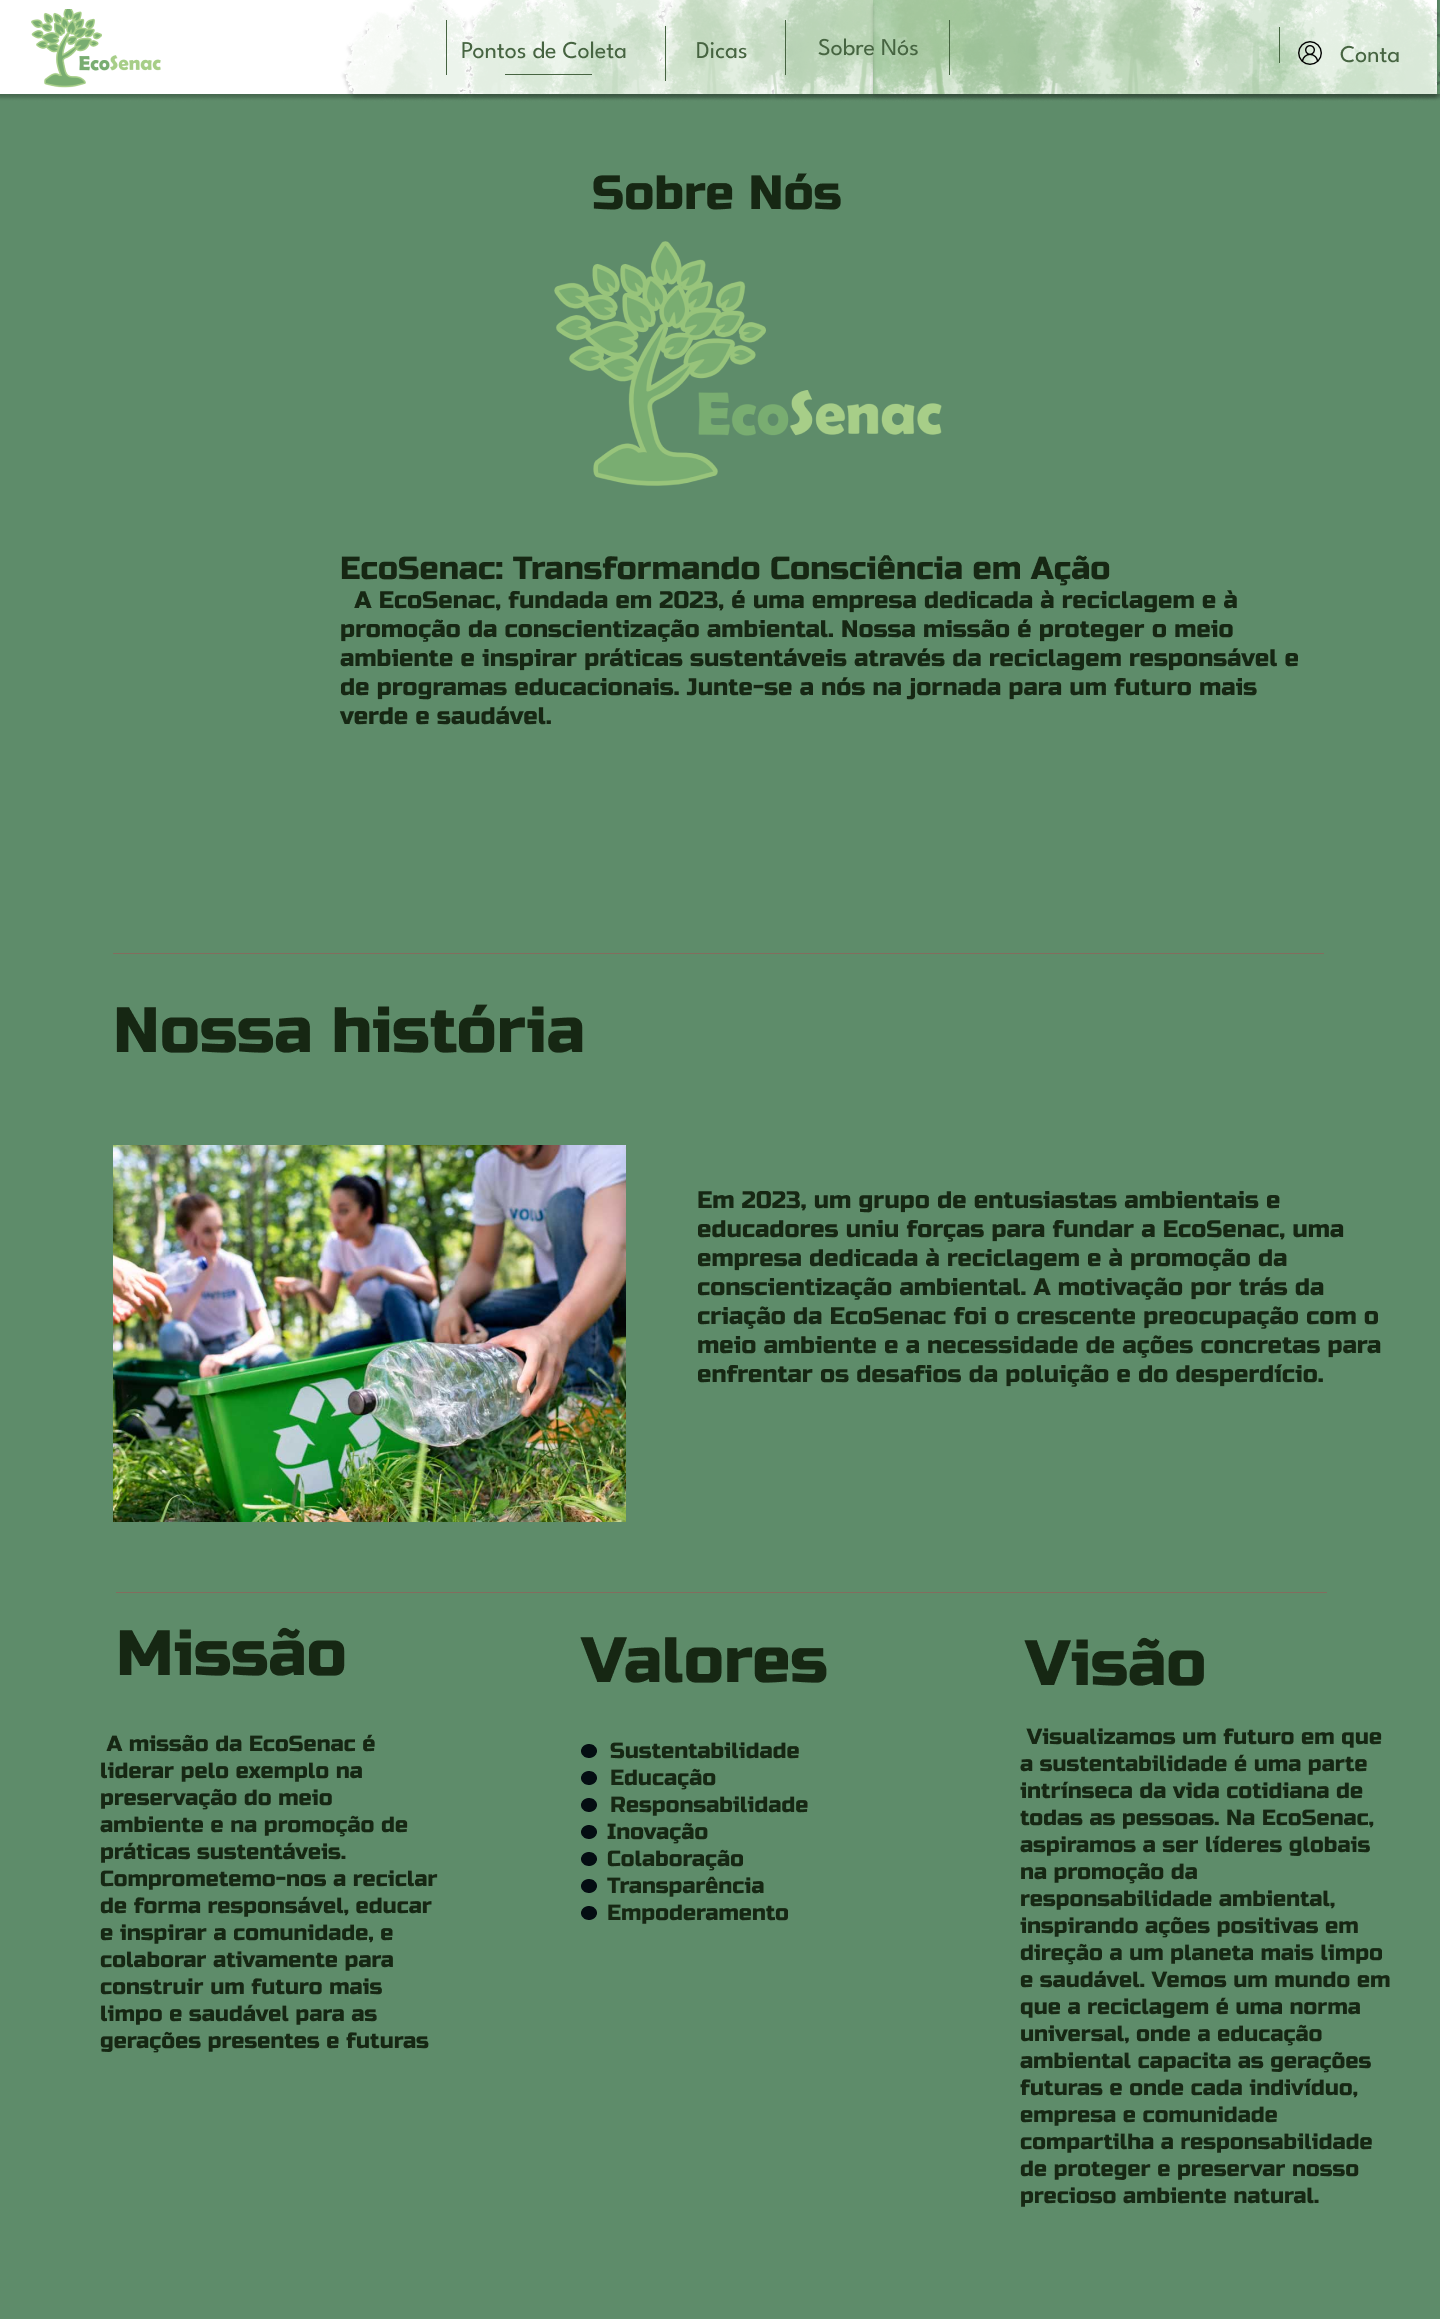 EcoSenac
Pontos de Coleta
Dicas
Sobre Nós
Conta
Sobre Nós
EcoSenac
EcoSenac: Transformando Consciência em Ação
A EcoSenac, fundada em 2023, é uma empresa dedicada à reciclagem e à
promoção da conscientização ambiental. Nossa missão é proteger o meio
ambiente e inspirar práticas sustentáveis através da reciclagem responsável e
de programas educacionais. Junte-se a nós na jornada para um futuro mais
verde e saudável.
Nossa história
Em 2023, um grupo de entusiastas ambientais e
educadores uniu forças para fundar a EcoSenac, uma
empresa dedicada à reciclagem e à promoção da
conscientização ambiental. A motivação por trás da
criação da EcoSenac foi o crescente preocupação com o
meio ambiente e a necessidade de ações concretas para
enfrentar os desafios da poluição e do desperdício.
Missão
A missão da EcoSenac é
liderar pelo exemplo na
preservação do meio
ambiente e na promoção de
práticas sustentáveis.
Comprometemo-nos a reciclar
de forma responsável, educar
e inspirar a comunidade, e
colaborar ativamente para
construir um futuro mais
limpo e saudável para as
gerações presentes e futuras
Valores
● Sustentabilidade
● Educação
● Responsabilidade
● Inovação
● Colaboração
● Transparência
● Empoderamento
Visão
Visualizamos um futuro em que
a sustentabilidade é uma parte
intrínseca da vida cotidiana de
todas as pessoas. Na EcoSenac,
aspiramos a ser líderes globais
na promoção da
responsabilidade ambiental,
inspirando ações positivas em
direção a um planeta mais limpo
e saudável. Vemos um mundo em
que a reciclagem é uma norma
universal, onde a educação
ambiental capacita as gerações
futuras e onde cada indivíduo,
empresa e comunidade
compartilha a responsabilidade
de proteger e preservar nosso
precioso ambiente natural.